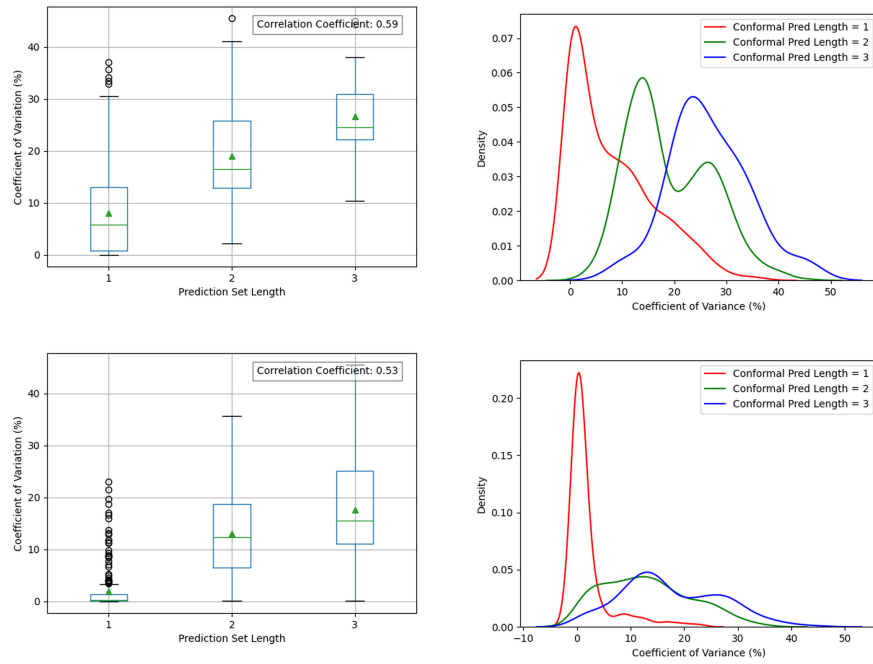 Correlation Coefficient: 0.59
40
30
20
10
0
Coefficient of Variation (%)
1
2
3
Prediction Set Length
Conformal Pred Length = 1
Conformal Pred Length = 2
Conformal Pred Length = 3
0.07
0.06
0.05
0.04
0.03
0.02
0.01
0.00
Density
0
10
20
30
40
50
Coefficient of Variance (%)
Correlation Coefficient: 0.53
40
30
20
10
0
Coefficient of Variation (%)
1
2
3
Prediction Set Length
Conformal Pred Length = 1
Conformal Pred Length = 2
Conformal Pred Length = 3
0.20
0.15
0.10
0.05
0.00
Density
−10
0
10
20
30
40
50
Coefficient of Variance (%)